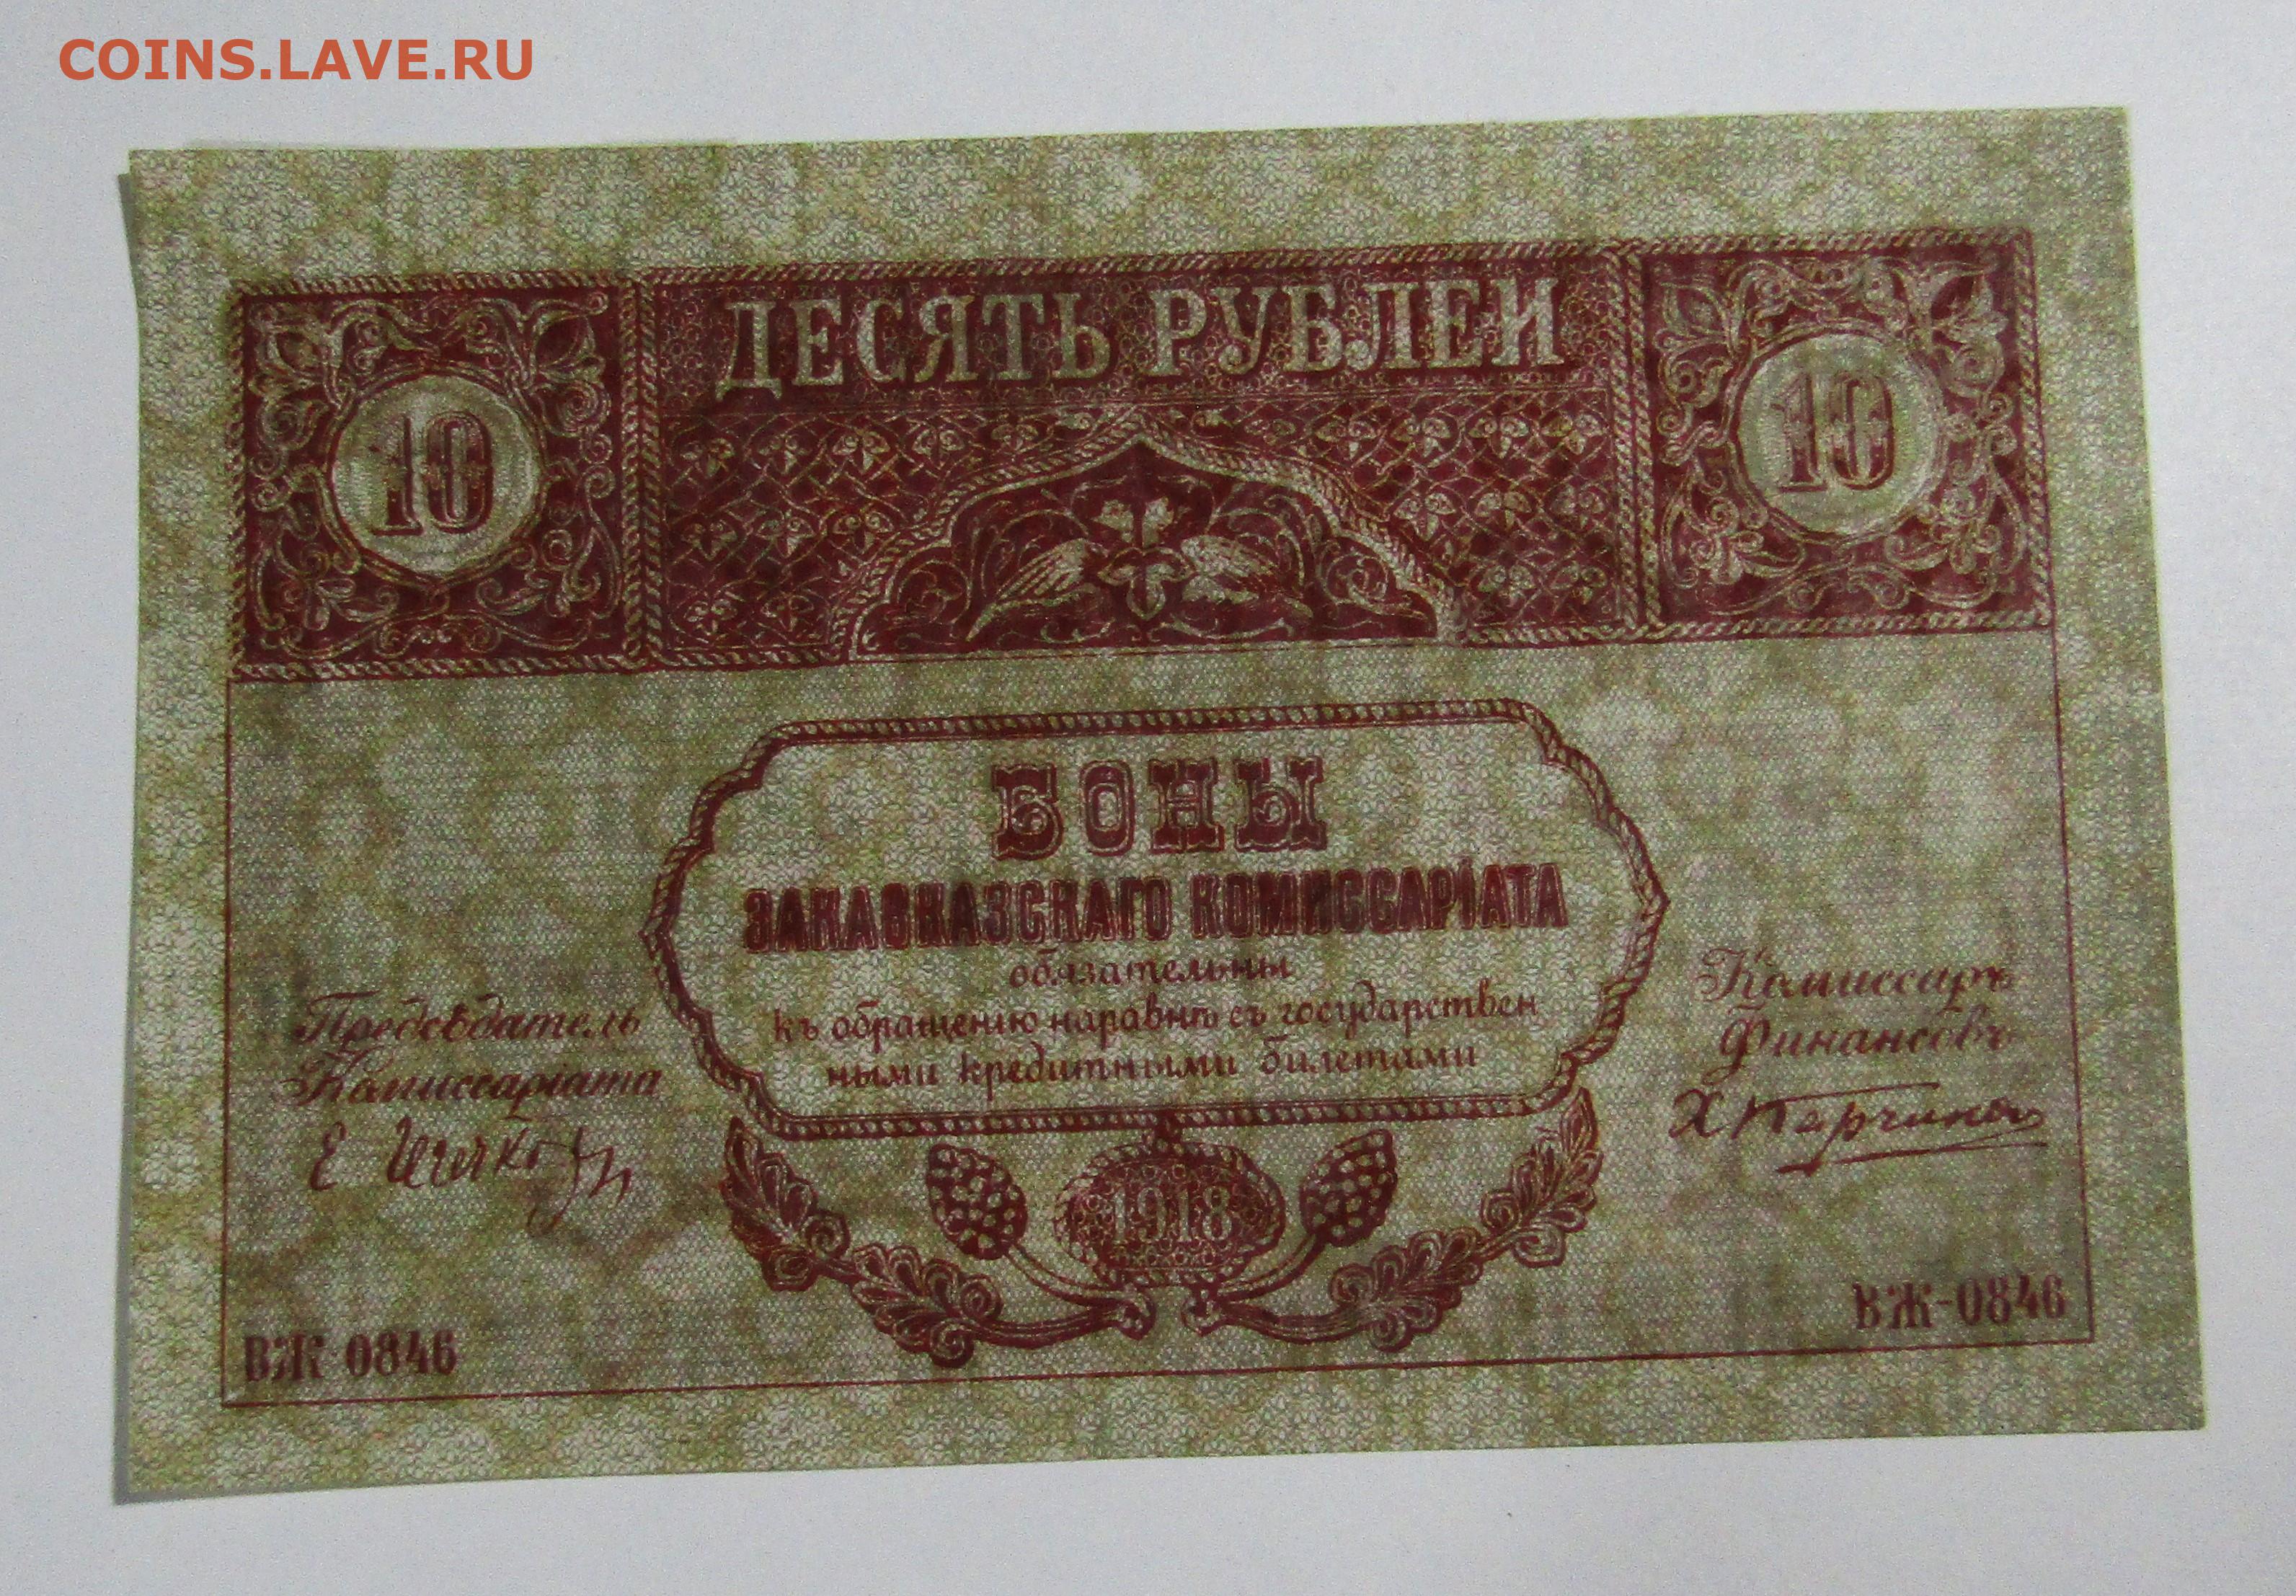 COINS.LAVE.RU
ДЕСЯТЬ РУБЛЕЙ
10
10
БОНЫ
ЗАКАВКАЗСКАГО КОМИССАРІАТА
обязательны
къ обращенію наравнѣ съ государствен
ными кредитными билетами
Предсѣдатель
Комиссаріата
Комиссаръ
Финансовъ
1918
ВЖ-0846
ВЖ-0846